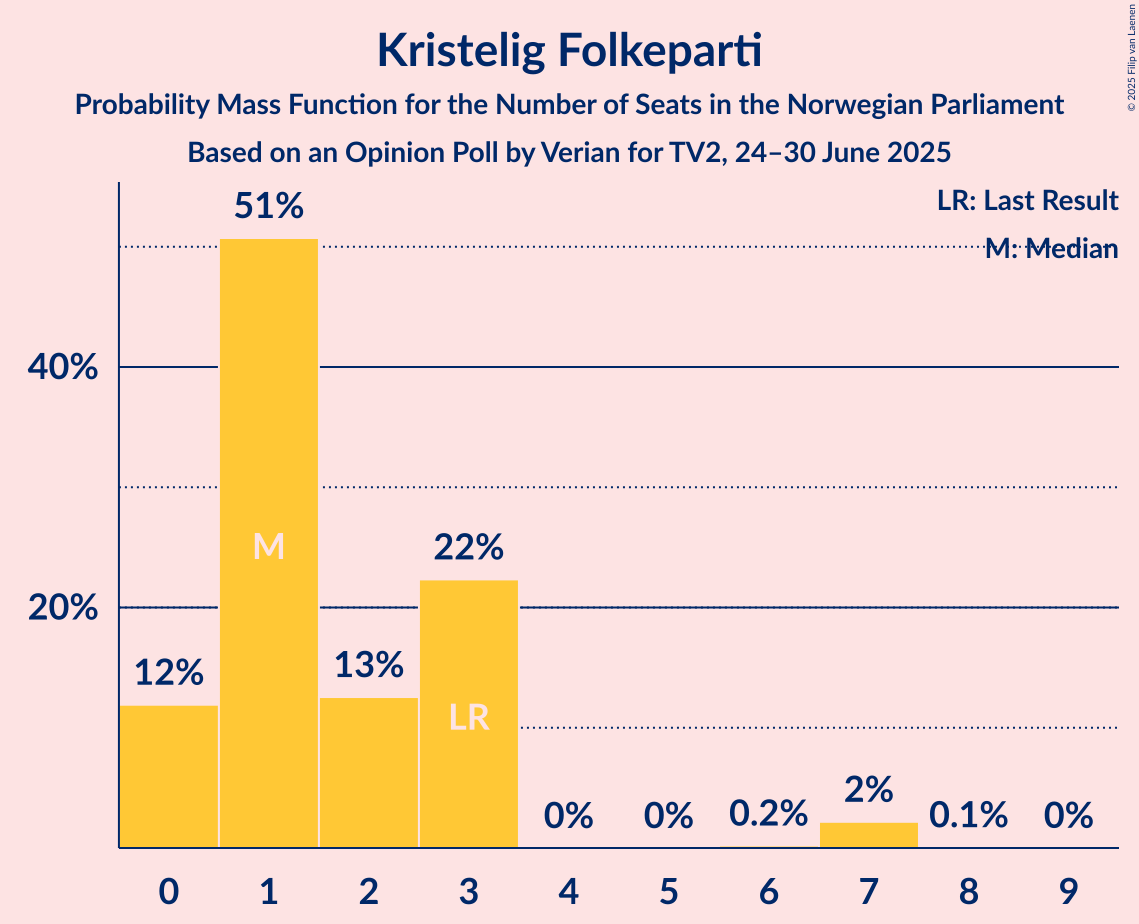 Kristelig Folkeparti
Probability Mass Function for the Number of Seats in the Norwegian Parliament
Based on an Opinion Poll by Verian for TV2, 24–30 June 2025
© 2025 Filip van Laenen
LR: Last Result
M: Median
51%
40%
M
22%
20%
12%
13%
LR
0%
0%
0.2%
2%
0.1%
0%
0 1 2 3 4 5 6 7 8 9